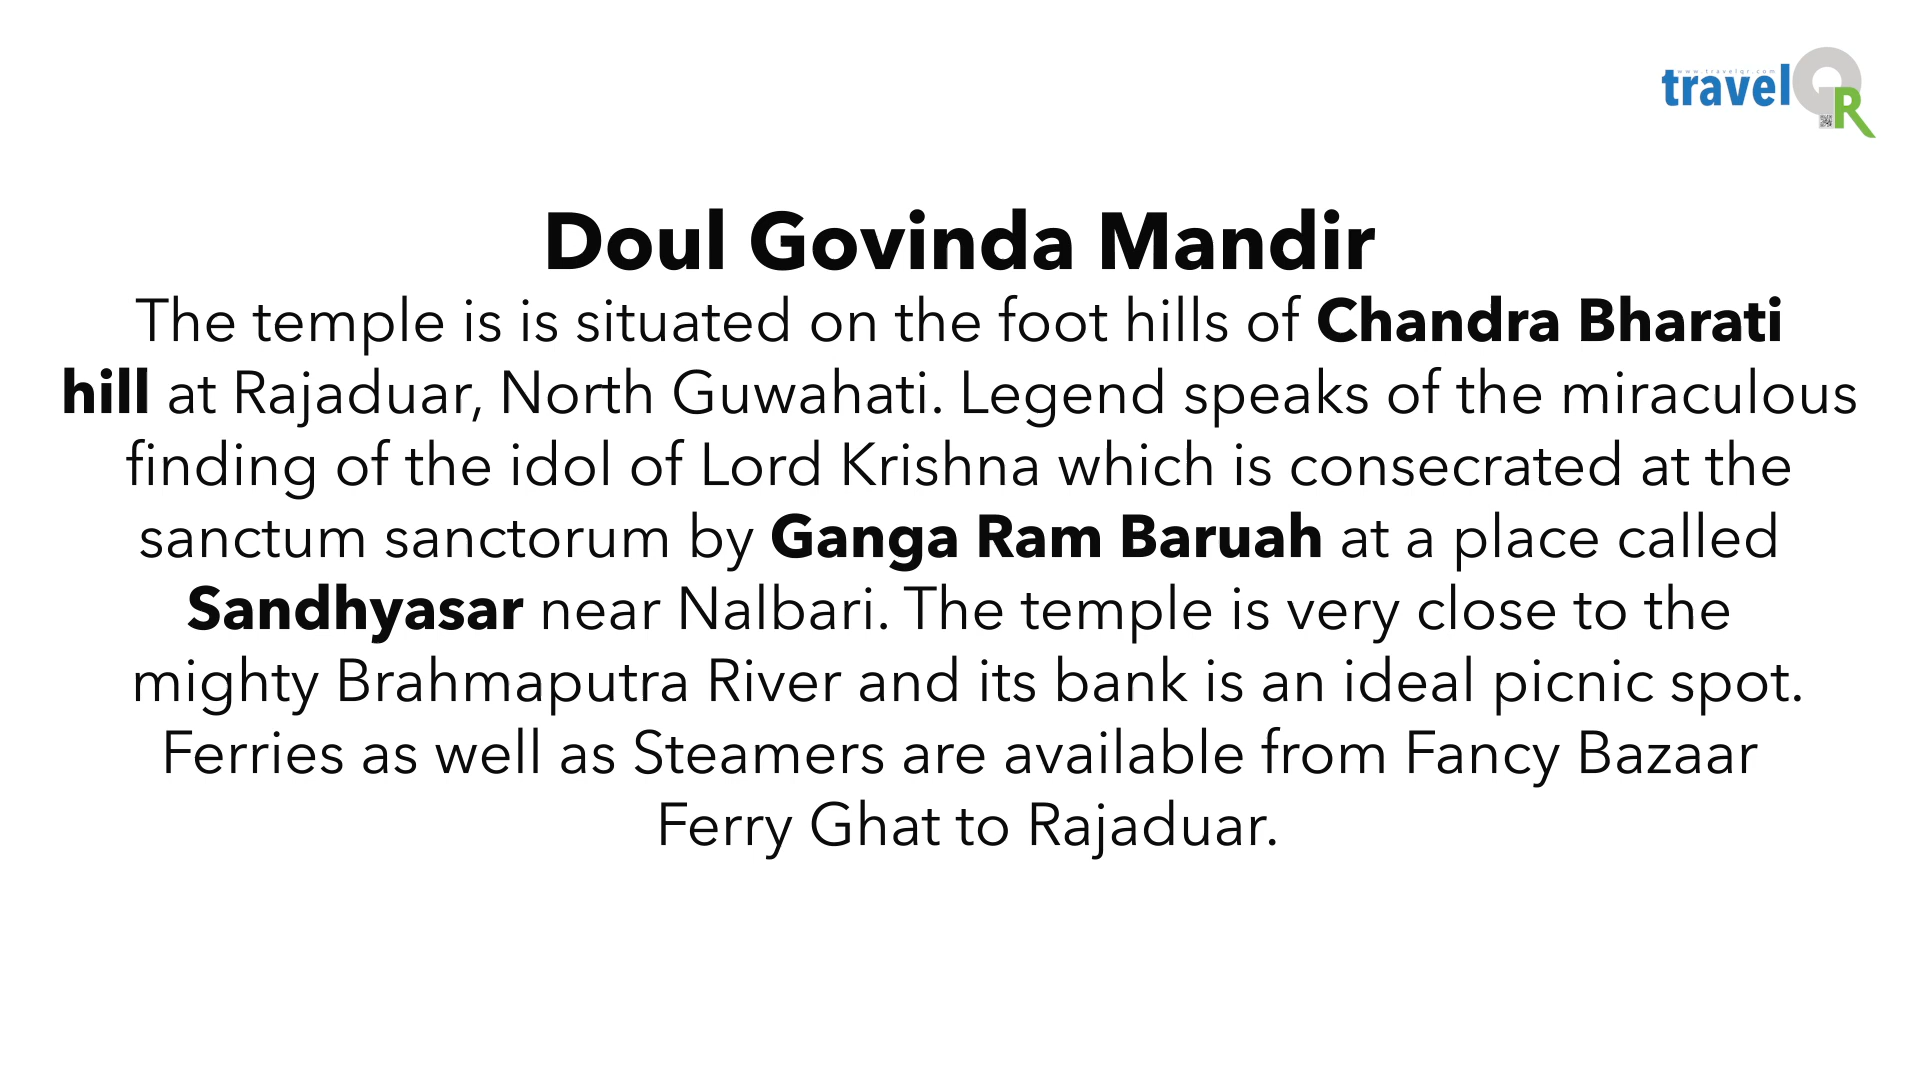 www.travelqr.com
travelQR
Doul Govinda Mandir
The temple is is situated on the foot hills of Chandra Bharati
hill at Rajaduar, North Guwahati. Legend speaks of the miraculous
finding of the idol of Lord Krishna which is consecrated at the
sanctum sanctorum by Ganga Ram Baruah at a place called
Sandhyasar near Nalbari. The temple is very close to the
mighty Brahmaputra River and its bank is an ideal picnic spot.
Ferries as well as Steamers are available from Fancy Bazaar
Ferry Ghat to Rajaduar.